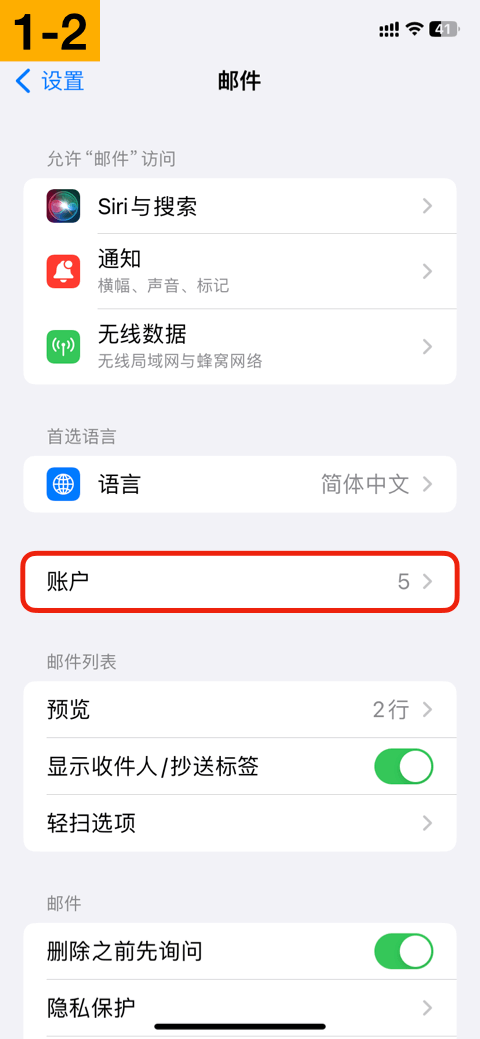 1-2
41
设置
邮件
允许“邮件”访问
Siri与搜索
通知
横幅、声音、标记
无线数据
无线局域网与蜂窝网络
首选语言
语言
简体中文
账户
5
邮件列表
预览
2行
显示收件人/抄送标签
轻扫选项
邮件
删除之前先询问
隐私保护